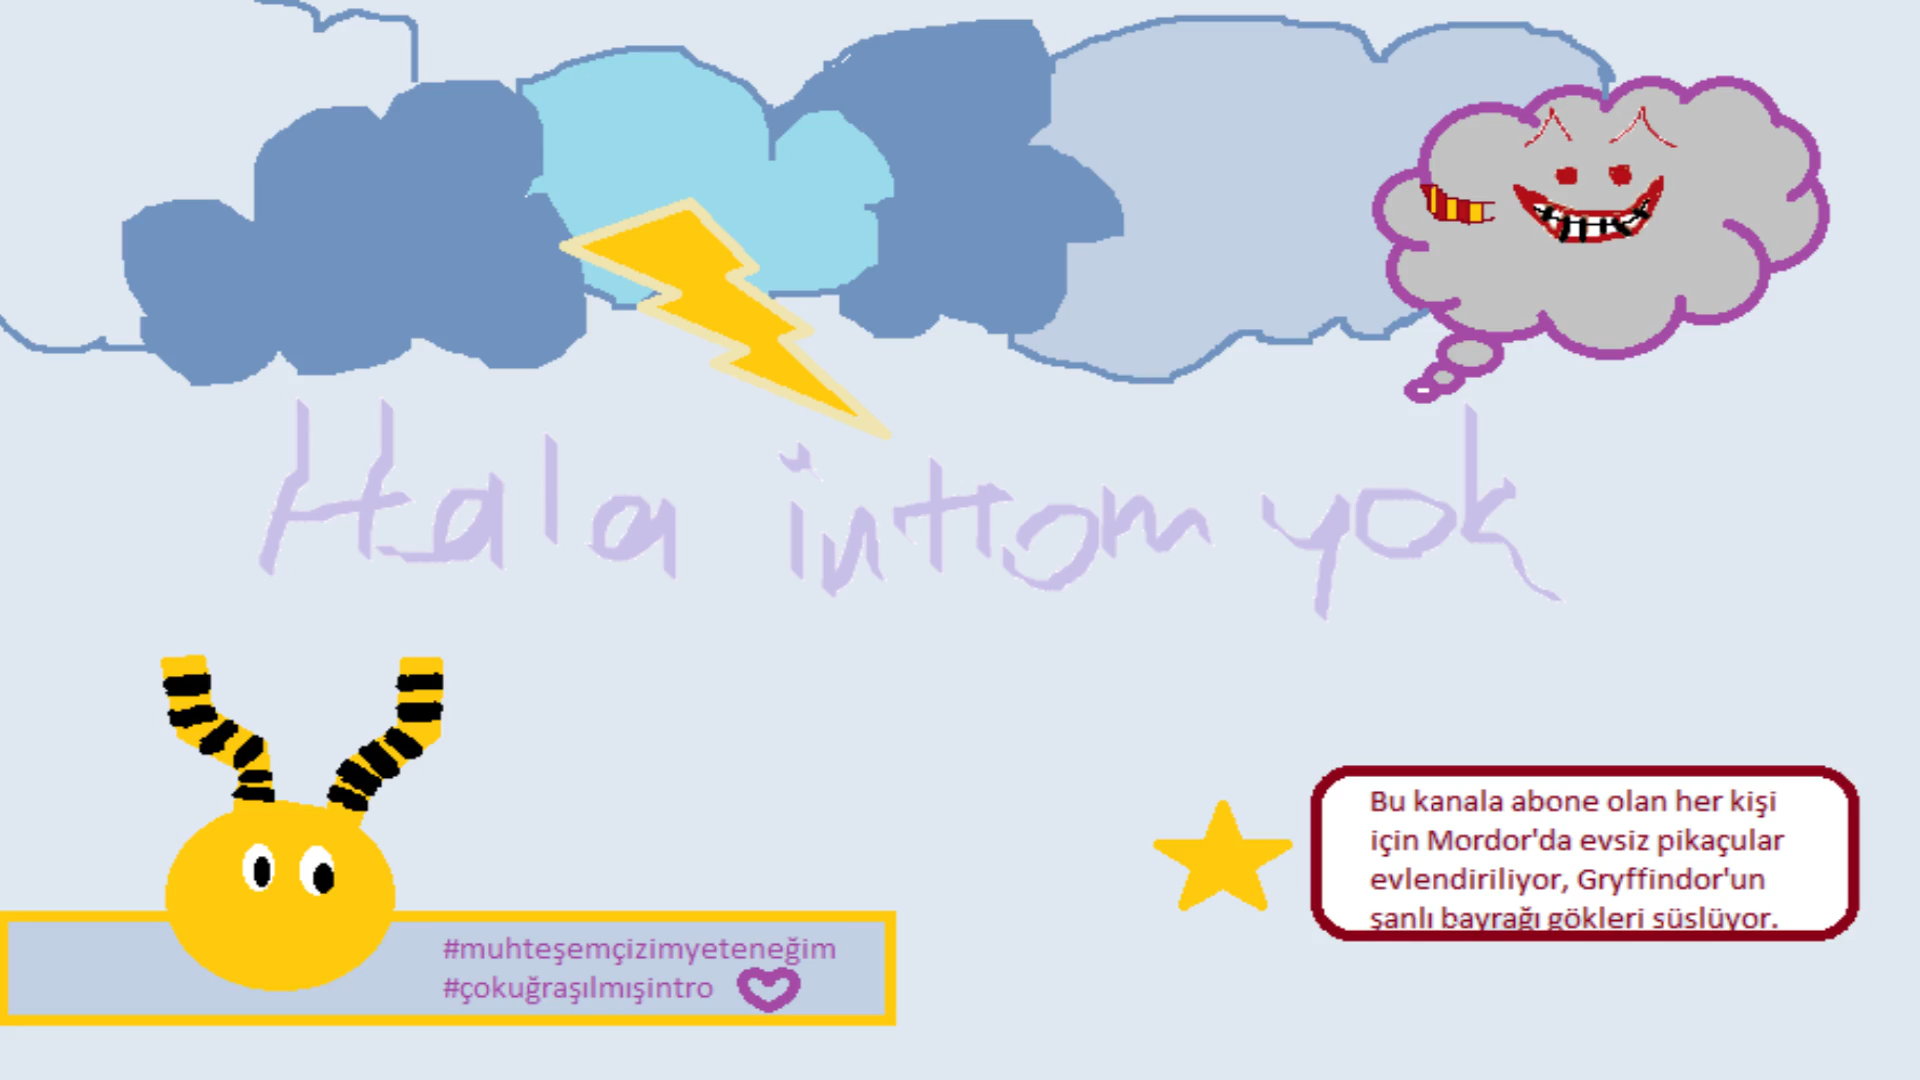 Hala introm yok
Bu kanala abone olan her kişi
için Mordor'da evsiz pikaçular
evlendiriliyor, Gryffindor'un
şanlı bayrağı gökleri süslüyor.
#muhteşemçizimyeteneğim
#çokuğraşılmışintro